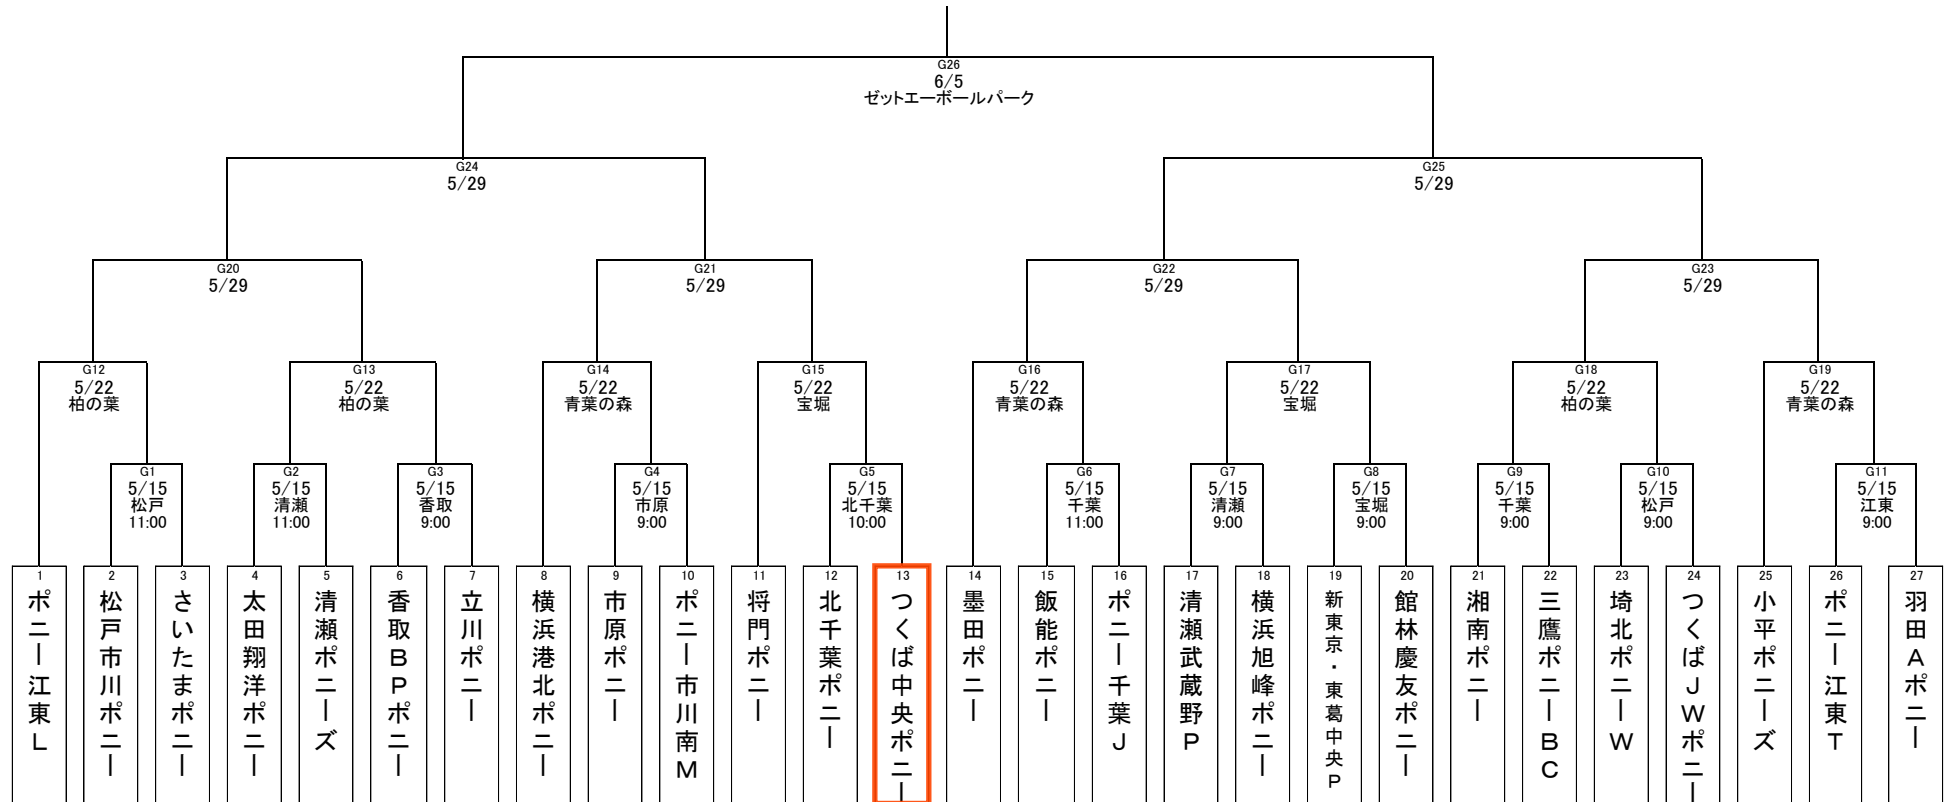 G26
6/5
ゼットエーボールパーク
G24
5/29
G25
5/29
G20
5/29
G21
5/29
G22
5/29
G23
5/29
G12
5/22
柏の葉
G13
5/22
柏の葉
G14
5/22
青葉の森
G15
5/22
宝堀
G16
5/22
青葉の森
G17
5/22
宝堀
G18
5/22
柏の葉
G19
5/22
青葉の森
G1
5/15
松戸
11:00
G2
5/15
清瀬
11:00
G3
5/15
香取
9:00
G4
5/15
市原
9:00
G5
5/15
北千葉
10:00
G6
5/15
千葉
11:00
G7
5/15
清瀬
9:00
G8
5/15
宝堀
9:00
G9
5/15
千葉
9:00
G10
5/15
松戸
9:00
G11
5/15
江東
9:00
1
ポニー江東L
2
松戸市川ポニー
3
さいたまポニー
4
太田翔洋ポニー
5
清瀬ポニーズ
6
香取BPポニー
7
立川ポニー
8
横浜港北ポニー
9
市原ポニー
10
ポニー市川南M
11
将門ポニー
12
北千葉ポニー
13
つくば中央ポニー
14
墨田ポニー
15
飯能ポニー
16
ポニー千葉J
17
清瀬武蔵野P
18
横浜旭峰ポニー
19
新東京・東葛中央P
20
館林慶友ポニー
21
湘南ポニー
22
三鷹ポニーBC
23
埼北ポニーW
24
つくばJWポニー
25
小平ポニーズ
26
ポニー江東T
27
羽田Aポニー